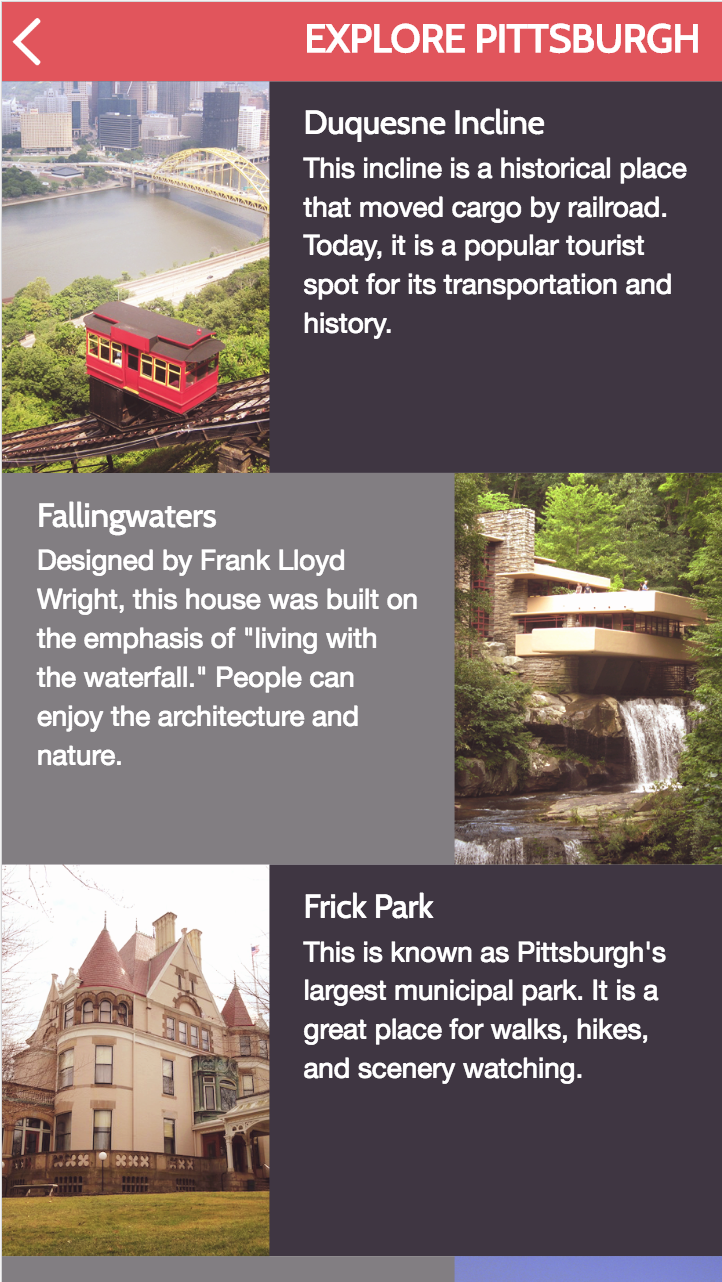 EXPLORE PITTSBURGH
Duquesne Incline
This incline is a historical place
that moved cargo by railroad.
Today, it is a popular tourist
spot for its transportation and
history.
Fallingwaters
Designed by Frank Lloyd
Wright, this house was built on
the emphasis of "living with
the waterfall." People can
enjoy the architecture and
nature.
Frick Park
This is known as Pittsburgh's
largest municipal park. It is a
great place for walks, hikes,
and scenery watching.